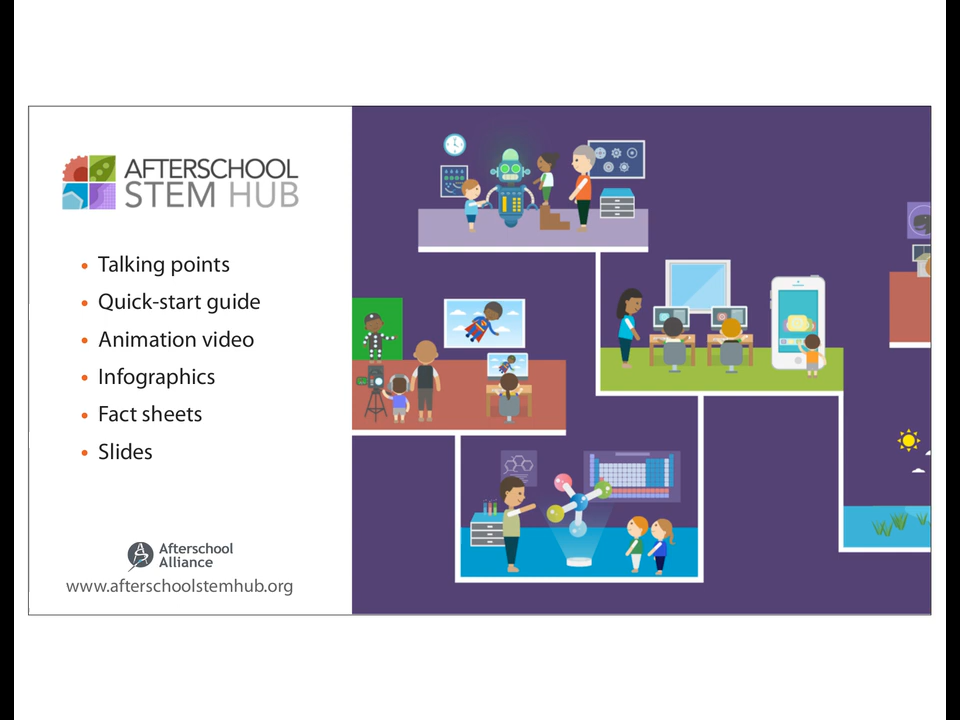 AFTERSCHOOL
STEM HUB
• Talking points
• Quick-start guide
• Animation video
• Infographics
• Fact sheets
• Slides
Afterschool
Alliance
www.afterschoolstemhub.org